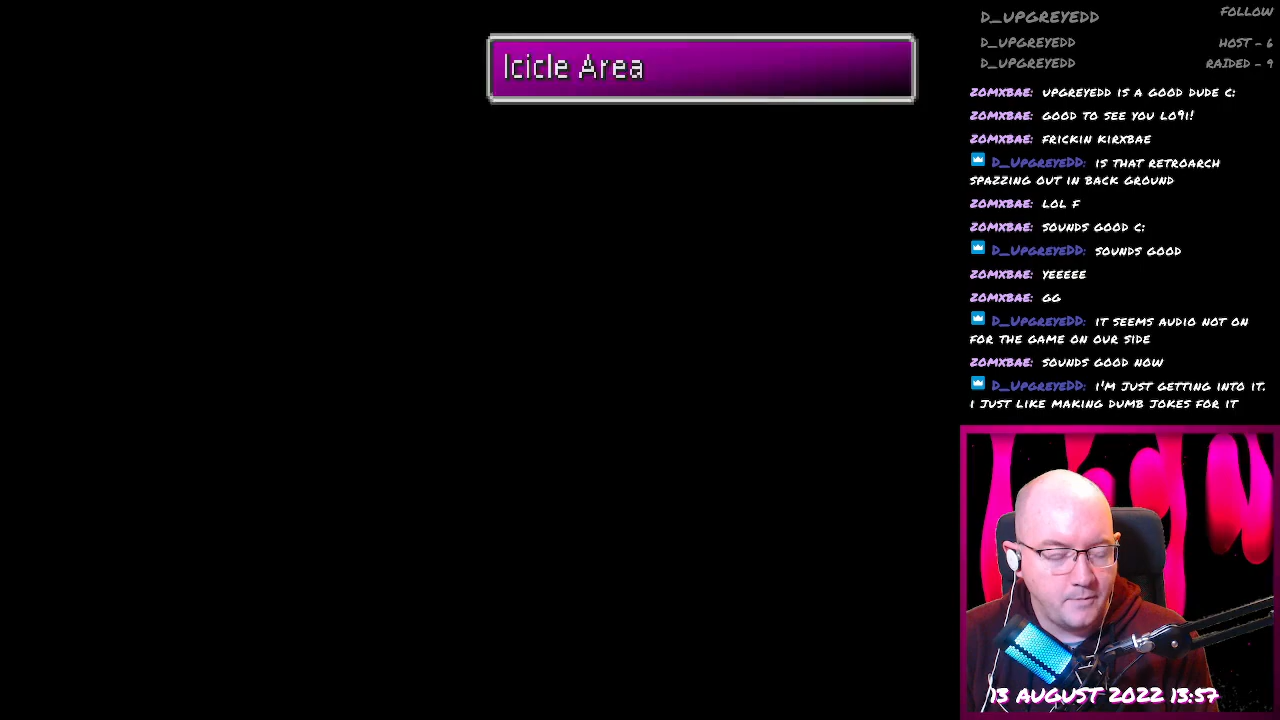 Icicle Area
D_UPGREYEDD FOLLOW
D_UPGREYEDD HOST - 6
D_UPGREYEDD RAIDED - 9
ZOMXBAE: UPGREYEDD IS A GOOD DUDE C:
ZOMXBAE: GOOD TO SEE YOU LO9I!
ZOMXBAE: FRICKIN KIRXBAE
D_UPGREYEDD: IS THAT RETROARCH
SPAZZING OUT IN BACK GROUND
ZOMXBAE: LOL F
ZOMXBAE: SOUNDS GOOD C:
D_UPGREYEDD: SOUNDS GOOD
ZOMXBAE: YEEEEE
ZOMXBAE: GG
D_UPGREYEDD: IT SEEMS AUDIO NOT ON
FOR THE GAME ON OUR SIDE
ZOMXBAE: SOUNDS GOOD NOW
D_UPGREYEDD: I'M JUST GETTING INTO IT.
I JUST LIKE MAKING DUMB JOKES FOR IT
13 AUGUST 2022 13:57